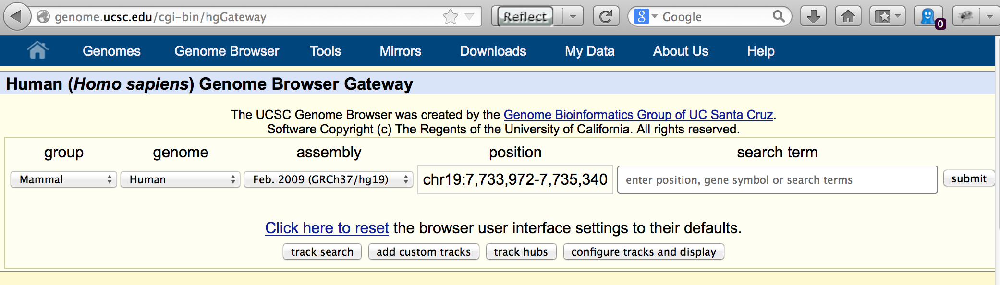 genome.ucsc.edu/cgi-bin/hgGateway Reflect g Google 0
Genomes Genome Browser Tools Mirrors Downloads My Data About Us Help
Human (Homo sapiens) Genome Browser Gateway
The UCSC Genome Browser was created by the Genome Bioinformatics Group of UC Santa Cruz.
Software Copyright (c) The Regents of the University of California. All rights reserved.
group genome assembly position search term
Mammal Human Feb. 2009 (GRCh37/hg19) chr19:7,733,972-7,735,340 enter position, gene symbol or search terms submit
Click here to reset the browser user interface settings to their defaults.
track search add custom tracks track hubs configure tracks and display